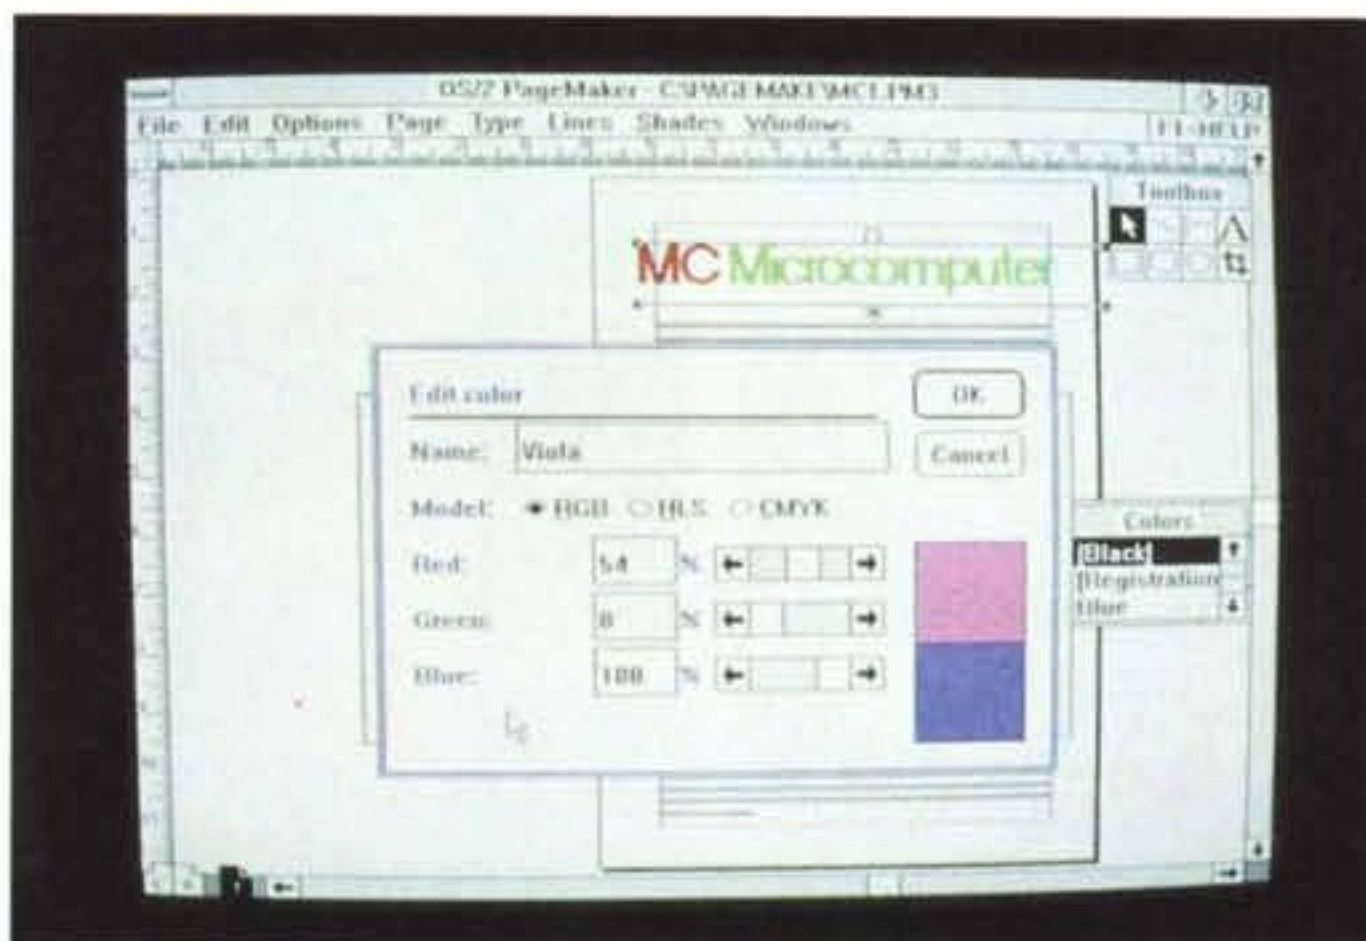 OS/2 PageMaker - C:\PAGEMAKE\MC1.PM3
File Edit Options Page Type Lines Shades Windows F1=HELP
Toolbox
MC Microcomputer
Edit color
OK
Name: Viola
Cancel
Model: RGB HLS CMYK
Colors
Red: 54 %
[Black]
[Registration
Green: 0 %
Blue
Blue: 100 %